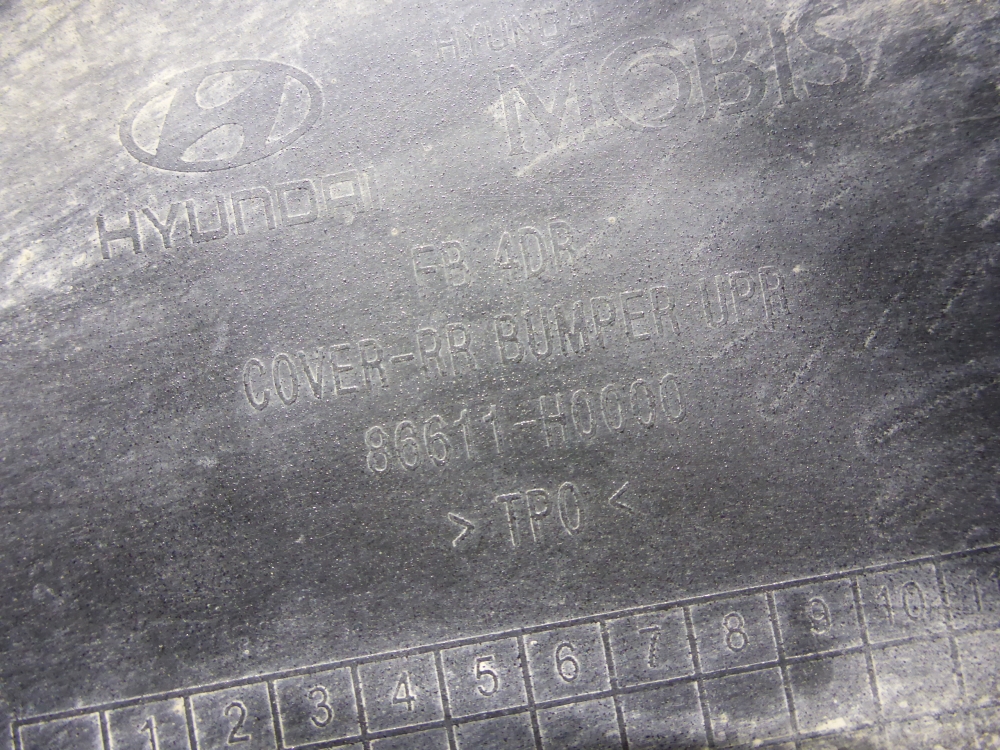 HYUNDAI
MOBIS
HYUNDAI
FB 4DR
COVER-RR BUMPER UPR
86611-H0000
> TPO <
1 2 3 4 5 6 7 8 9 10 11